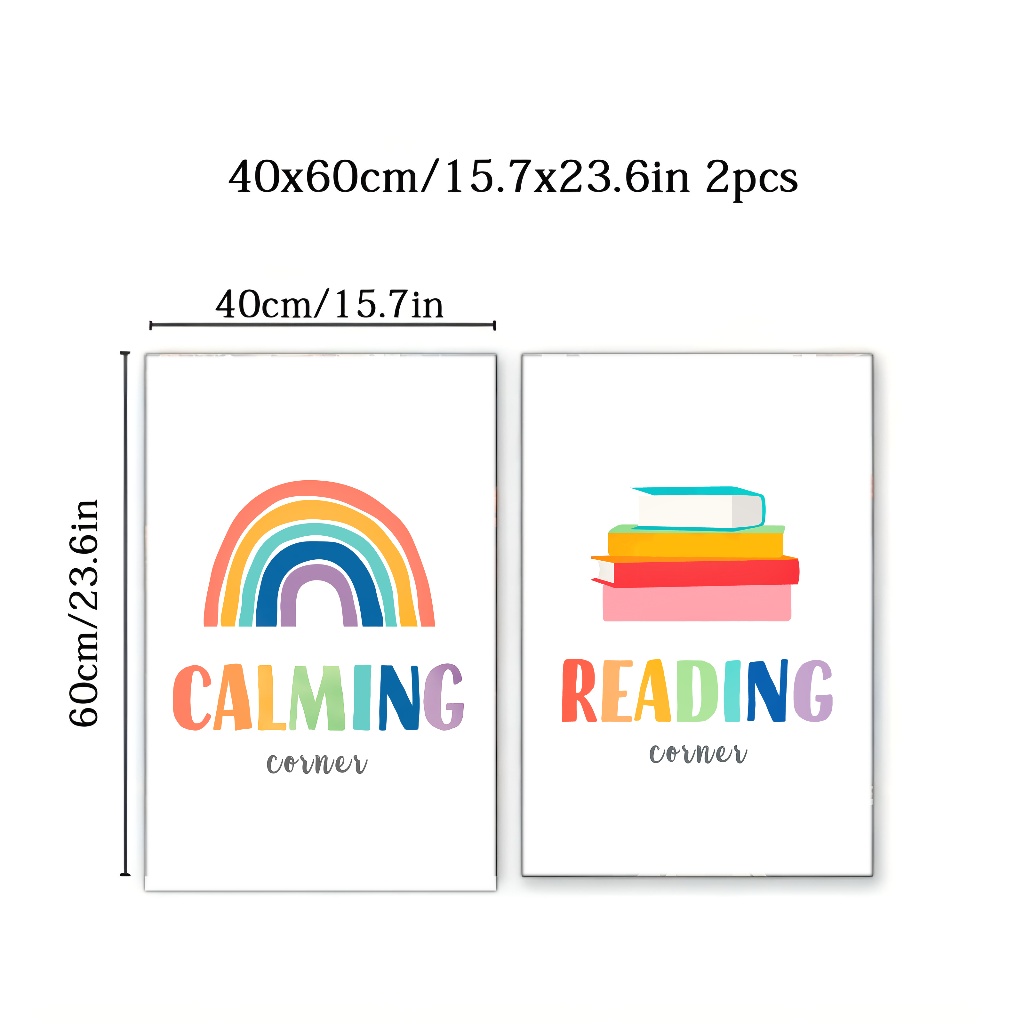 40x60cm/15.7x23.6in 2pcs
40cm/15.7in
60cm/23.6in
CALMING
corner
READING
corner